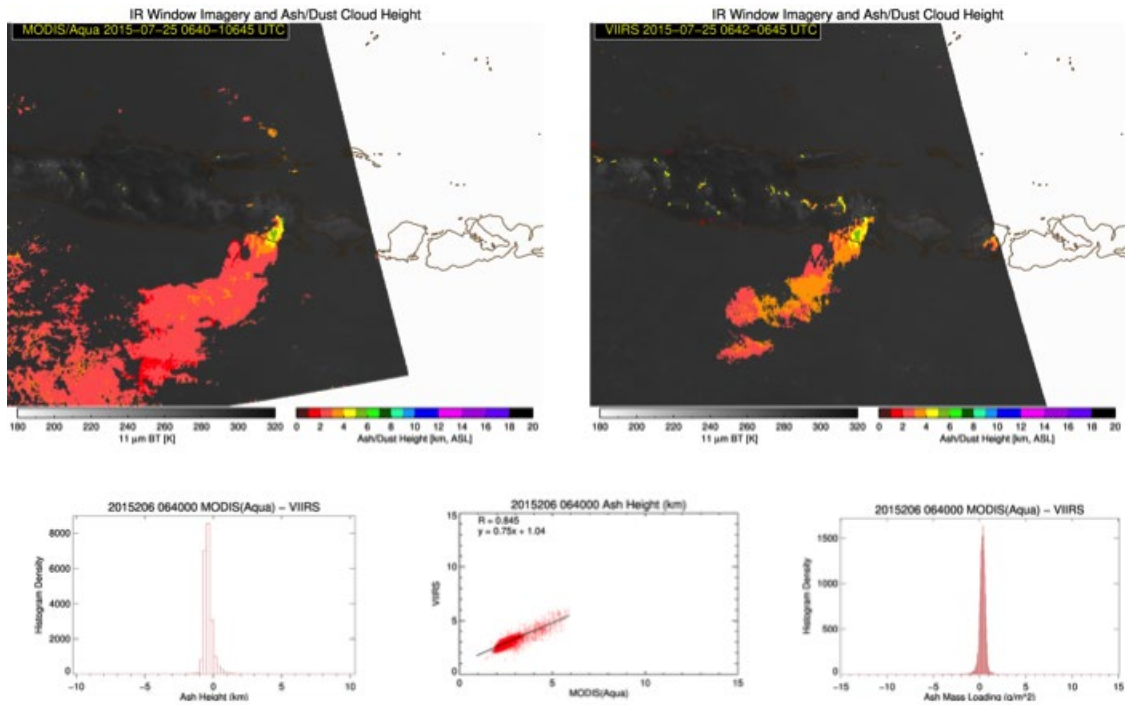 IR Window Imagery and Ash/Dust Cloud Height
IR Window Imagery and Ash/Dust Cloud Height
MODIS/Aqua 2015-07-25 0640-10645 UTC
VIIRS 2015-07-25 0642-0645 UTC
180 200 220 240 260 280 300 320
0 2 4 6 8 10 12 14 16 18 20
180 200 220 240 260 280 300 320
0 2 4 6 8 10 12 14 16 18 20
11 μm BT [K]
Ash/Dust Height [km, ASL]
11 μm BT [K]
Ash/Dust Height [km, ASL]
2015206 064000 MODIS(Aqua) - VIIRS
8000
6000
4000
2000
0
Histogram Density
-10 -5 0 5 10
Ash Height (km)
2015206 064000 Ash Height (km)
R = 0.845
y = 0.75x + 1.04
15
10
5
0
VIIRS
0 5 10 15
MODIS(Aqua)
2015206 064000 MODIS(Aqua) - VIIRS
1500
1000
500
0
Histogram Density
-15 -10 -5 0 5 10 15
Ash Mass Loading (g/m^2)